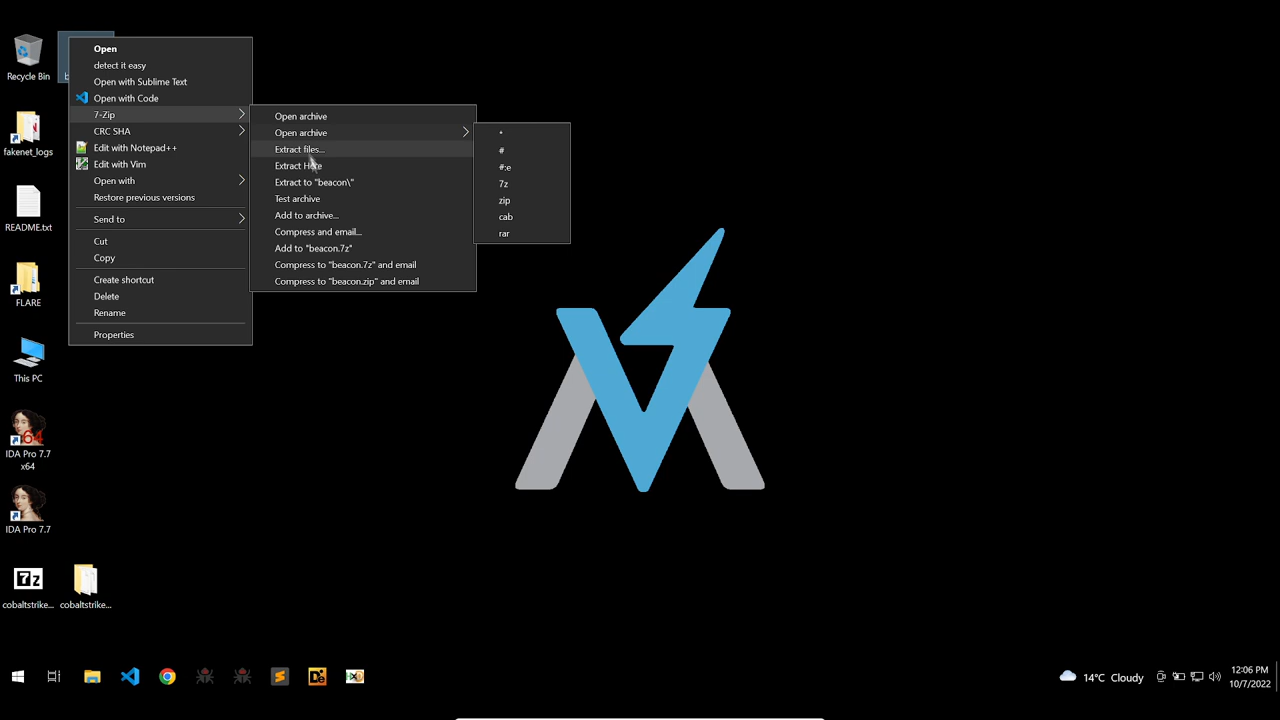 Recycle Bin
fakenet_logs
README.txt
FLARE
This PC
IDA Pro 7.7
x64
64
IDA Pro 7.7
7z
cobaltstrike...
cobaltstrike...
Open
detect it easy
Open with Sublime Text
Open with Code
7-Zip
CRC SHA
Edit with Notepad++
Edit with Vim
Open with
Restore previous versions
Send to
Cut
Copy
Create shortcut
Delete
Rename
Properties
Open archive
Open archive
Extract files...
Extract Here
Extract to "beacon\"
Test archive
Add to archive...
Compress and email...
Add to "beacon.7z"
Compress to "beacon.7z" and email
Compress to "beacon.zip" and email
*
#
#:e
7z
zip
cab
rar
14°C Cloudy
12:06 PM
10/7/2022